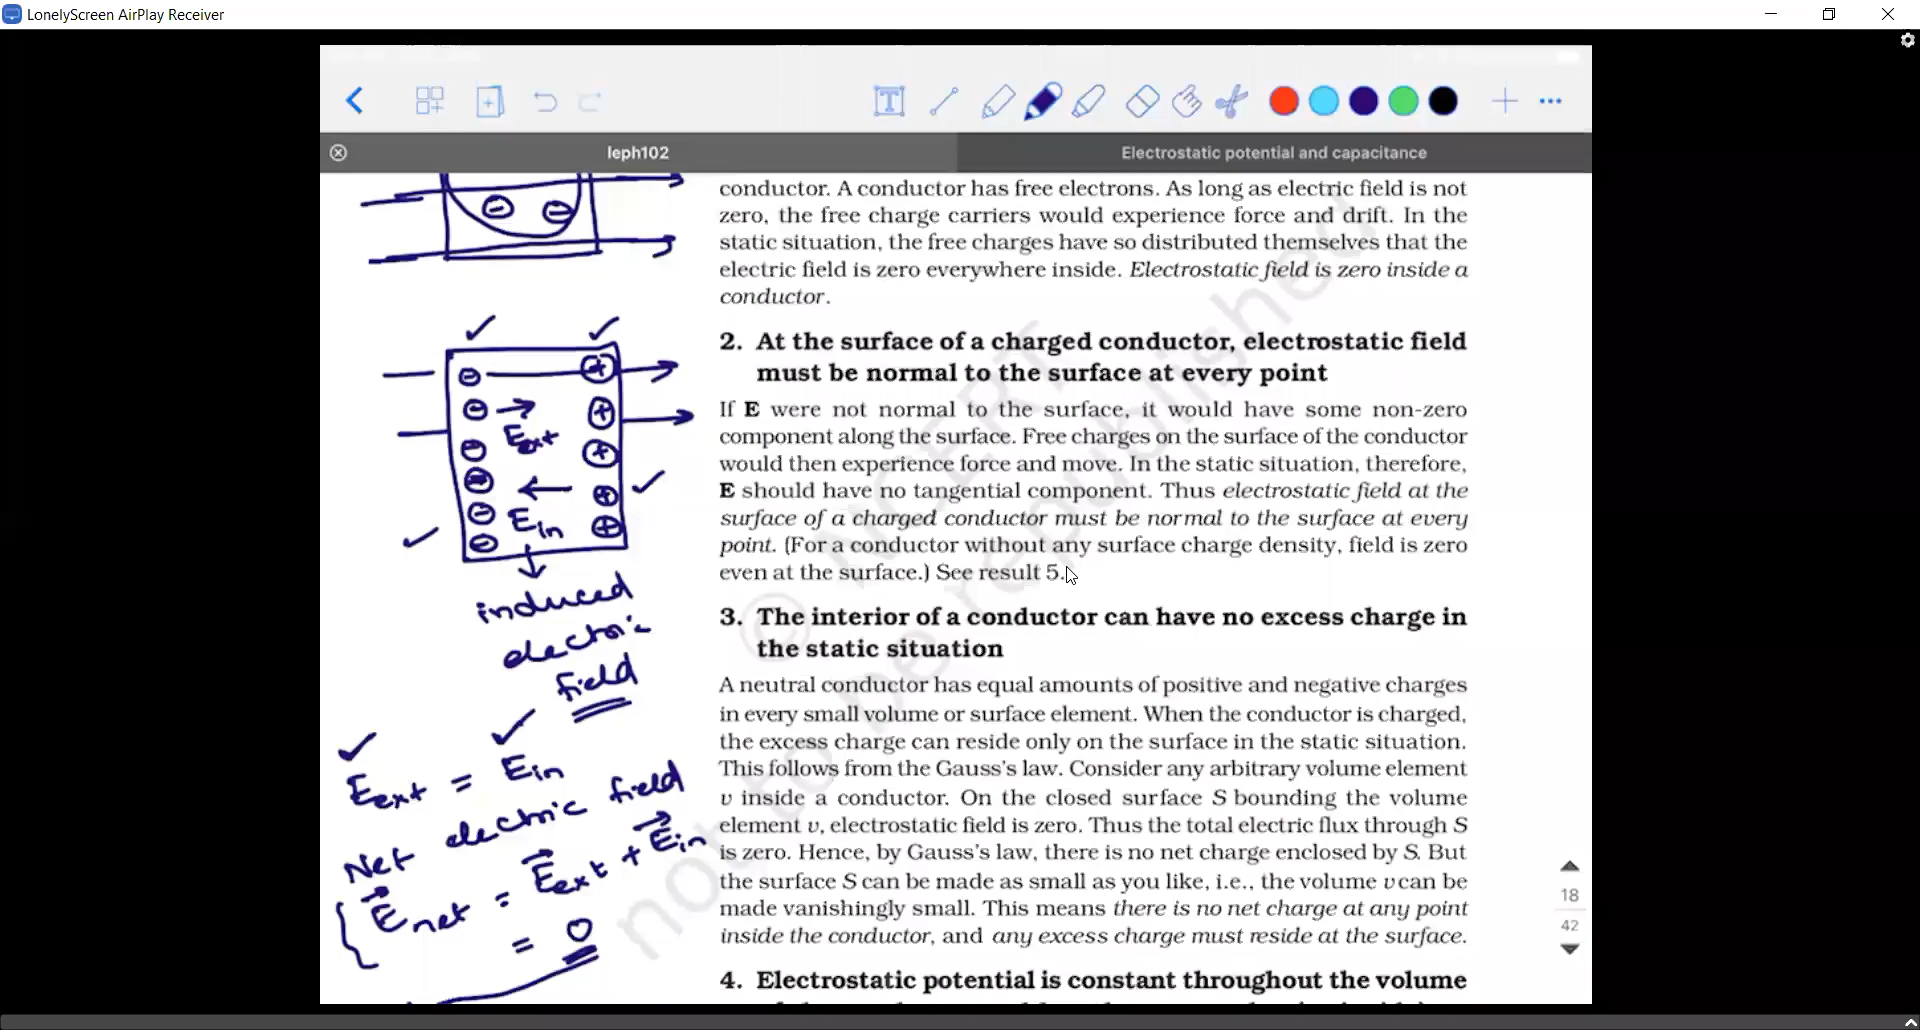 LonelyScreen AirPlay Receiver
leph102
Electrostatic potential and capacitance
conductor. A conductor has free electrons. As long as electric field is not
zero, the free charge carriers would experience force and drift. In the
static situation, the free charges have so distributed themselves that the
electric field is zero everywhere inside. Electrostatic field is zero inside a
conductor.
2. At the surface of a charged conductor, electrostatic field
must be normal to the surface at every point
If E were not normal to the surface, it would have some non-zero
component along the surface. Free charges on the surface of the conductor
would then experience force and move. In the static situation, therefore,
E should have no tangential component. Thus electrostatic field at the
surface of a charged conductor must be normal to the surface at every
point. (For a conductor without any surface charge density, field is zero
even at the surface.) See result 5.
3. The interior of a conductor can have no excess charge in
the static situation
A neutral conductor has equal amounts of positive and negative charges
in every small volume or surface element. When the conductor is charged,
the excess charge can reside only on the surface in the static situation.
This follows from the Gauss's law. Consider any arbitrary volume element
v inside a conductor. On the closed surface S bounding the volume
element v, electrostatic field is zero. Thus the total electric flux through S
is zero. Hence, by Gauss's law, there is no net charge enclosed by S. But
the surface S can be made as small as you like, i.e., the volume v can be
made vanishingly small. This means there is no net charge at any point
inside the conductor, and any excess charge must reside at the surface.
4. Electrostatic potential is constant throughout the volume
Eext
Ein
induced
electric
field
Eext = Ein
Net electric field
Enet = Eext + Ein
= 0
© NCERT
not to be republished
18
42